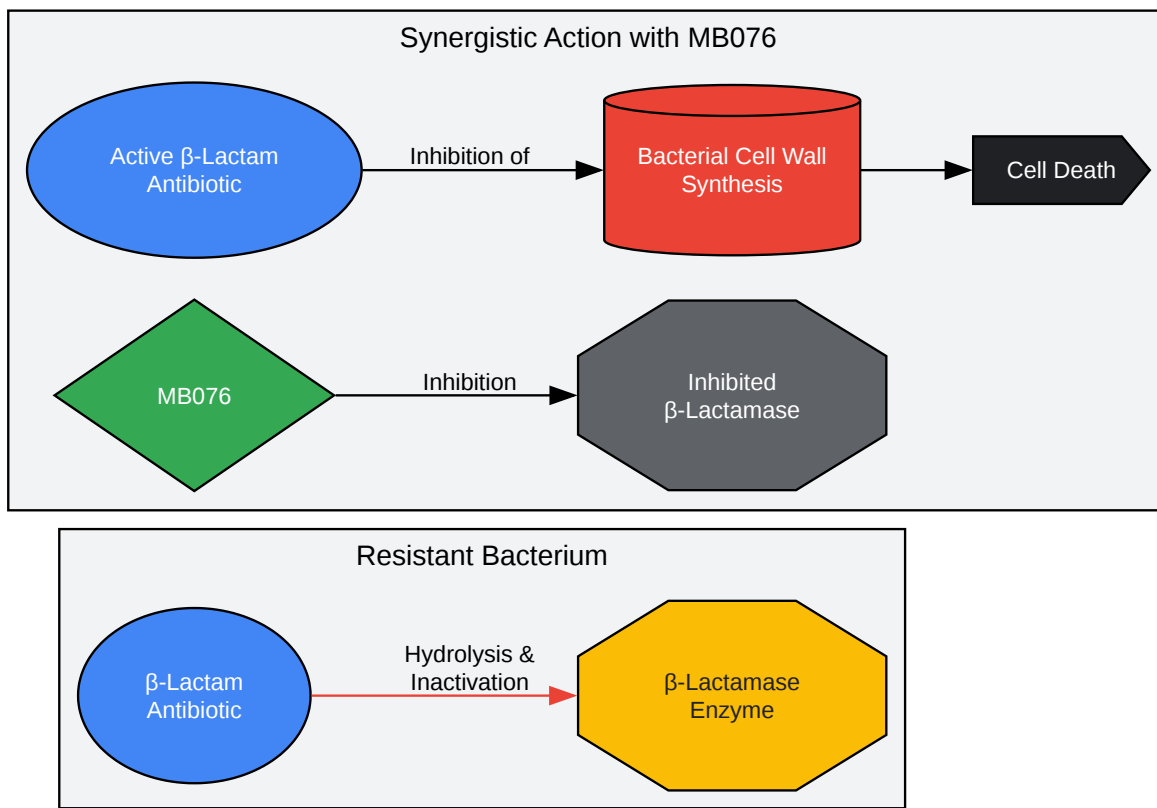 Synergistic Action with MB076
Active β-Lactam
Antibiotic
Inhibition of
Bacterial Cell Wall
Synthesis
Cell Death
MB076
Inhibition
Inhibited
β-Lactamase
Resistant Bacterium
β-Lactam
Antibiotic
Hydrolysis &
Inactivation
β-Lactamase
Enzyme